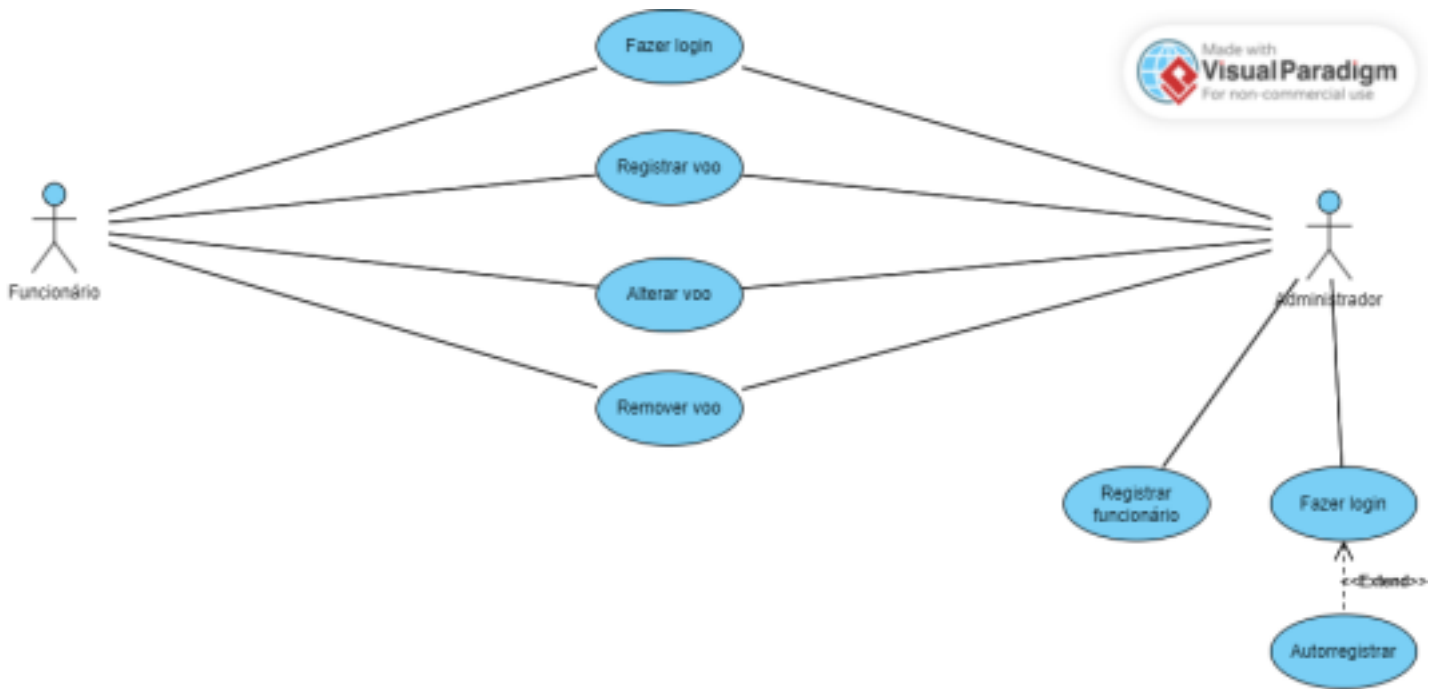 Fazer login
Made with
Visual Paradigm
For non-commercial use
Registrar voo
Funcionário
Alterar voo
Administrador
Remover voo
Registrar
funcionário
Fazer login
<<Extend>>
Autorregistrar